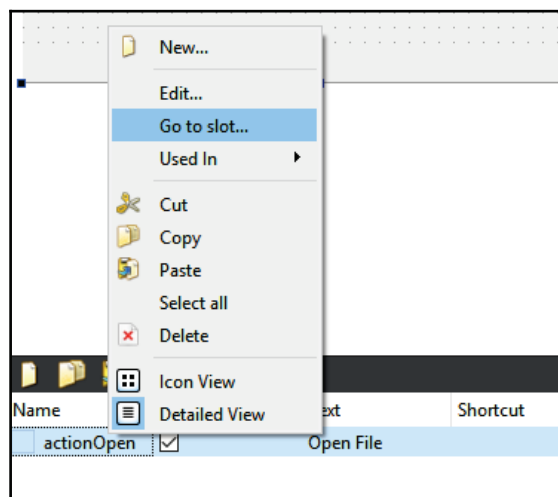 New...
Edit...
Go to slot...
Used In
Cut
Copy
Paste
Select all
Delete
Icon View
Detailed View
Name Shortcut
actionOpen Open File